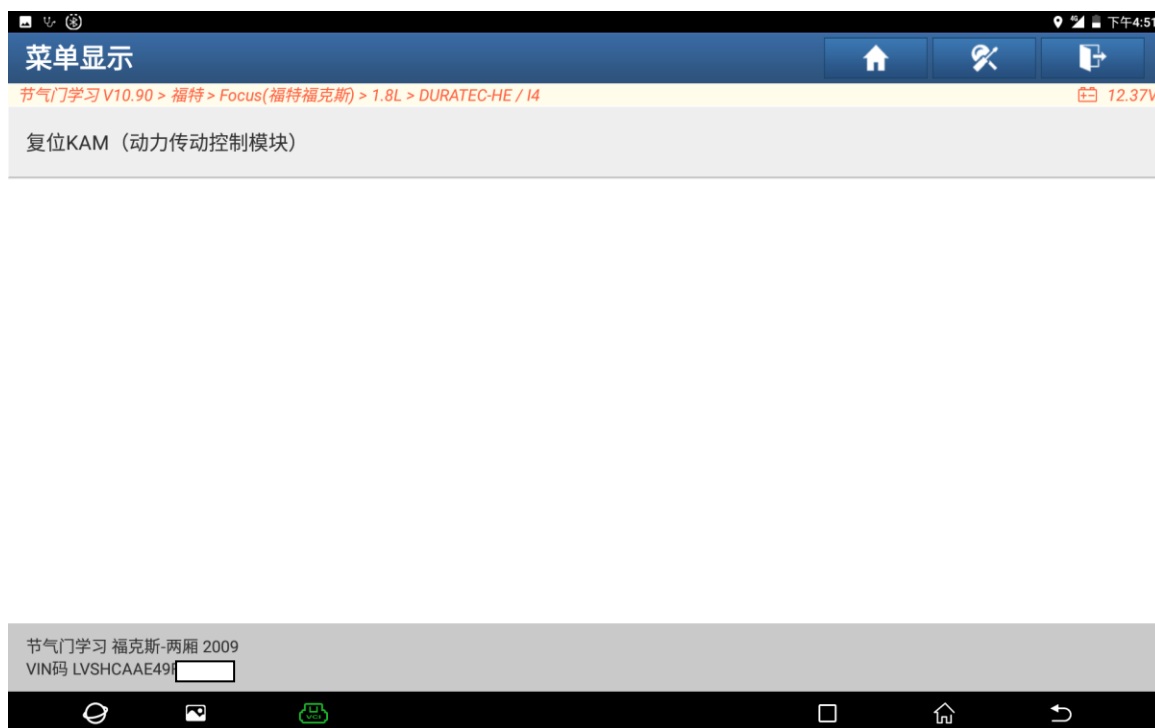 下午4:51
菜单显示
节气门学习 V10.90 > 福特 > Focus(福特福克斯) > 1.8L > DURATEC-HE / I4
12.37V
复位KAM（动力传动控制模块）
节气门学习 福克斯-两厢 2009
VIN码 LVSHCAAE49F
VCI